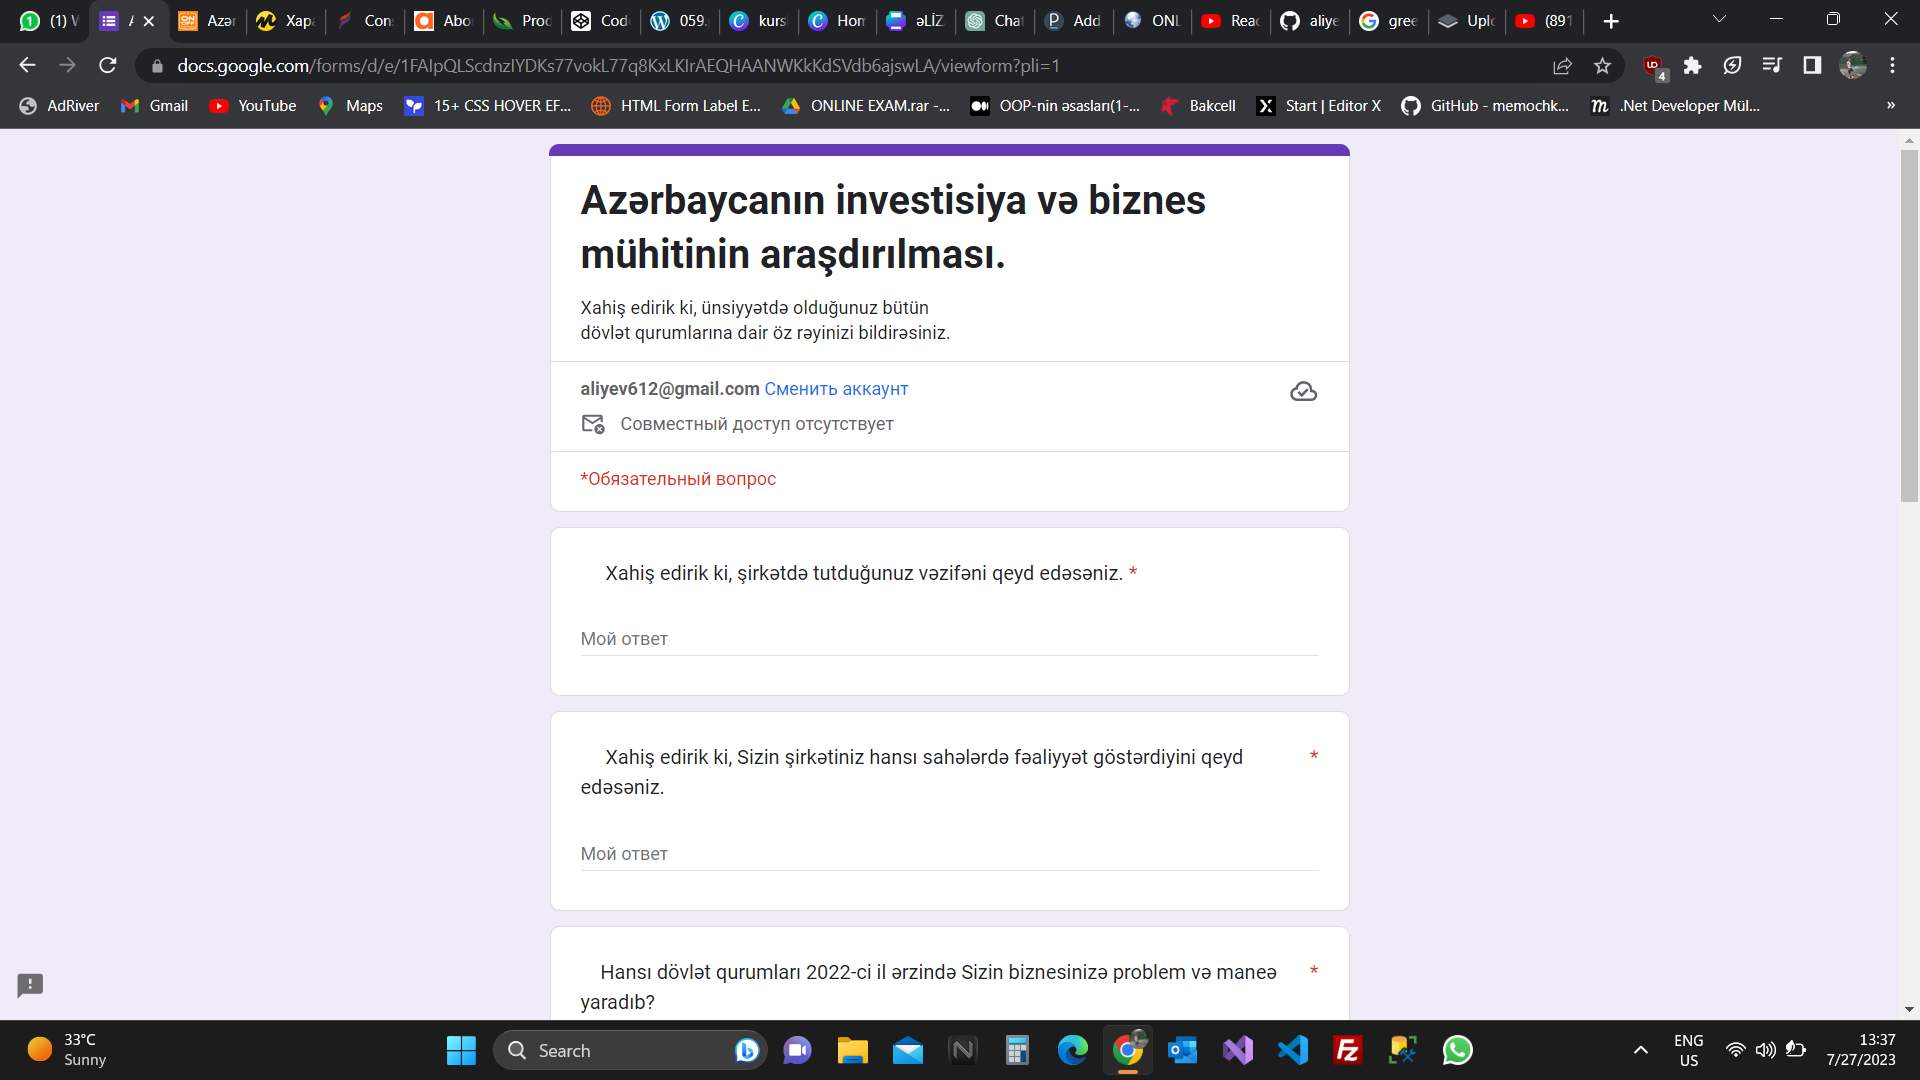 (1) W
A
Azər
Xapa
Cons
Abo
Prod
Code
059.
kurs
Hom
əLİZ
Chat
Add
ONL
Reac
aliye
gree
Uplo
(891
docs.google.com/forms/d/e/1FAIpQLScdnzIYDKs77vokL77q8KxLKIrAEQHAANWKkKdSVdb6ajswLA/viewform?pli=1
4
AdRiver
Gmail
YouTube
Maps
15+ CSS HOVER EF...
HTML Form Label E...
ONLINE EXAM.rar -...
OOP-nin əsasları(1-...
Bakcell
Start | Editor X
GitHub - memochk...
.Net Developer Mül...
»
Azərbaycanın investisiya və biznes
mühitinin araşdırılması.
Xahiş edirik ki, ünsiyyətdə olduğunuz bütün
dövlət qurumlarına dair öz rəyinizi bildirəsiniz.
aliyev612@gmail.com Сменить аккаунт
Совместный доступ отсутствует
*Обязательный вопрос
Xahiş edirik ki, şirkətdə tutduğunuz vəzifəni qeyd edəsəniz. *
Мой ответ
Xahiş edirik ki, Sizin şirkətiniz hansı sahələrdə fəaliyyət göstərdiyini qeyd *
edəsəniz.
Мой ответ
Hansı dövlət qurumları 2022-ci il ərzində Sizin biznesinizə problem və maneə *
yaradıb?
33°C
Sunny
Search
ENG
US
13:37
7/27/2023